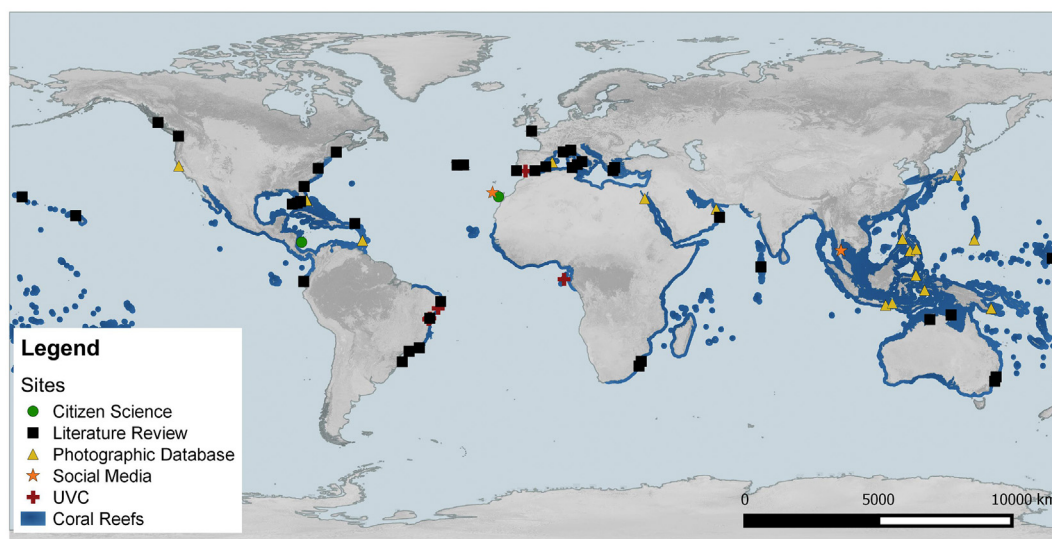 Legend
Sites
Citizen Science
Literature Review
Photographic Database
Social Media
UVC
Coral Reefs
0 5000 10000 km